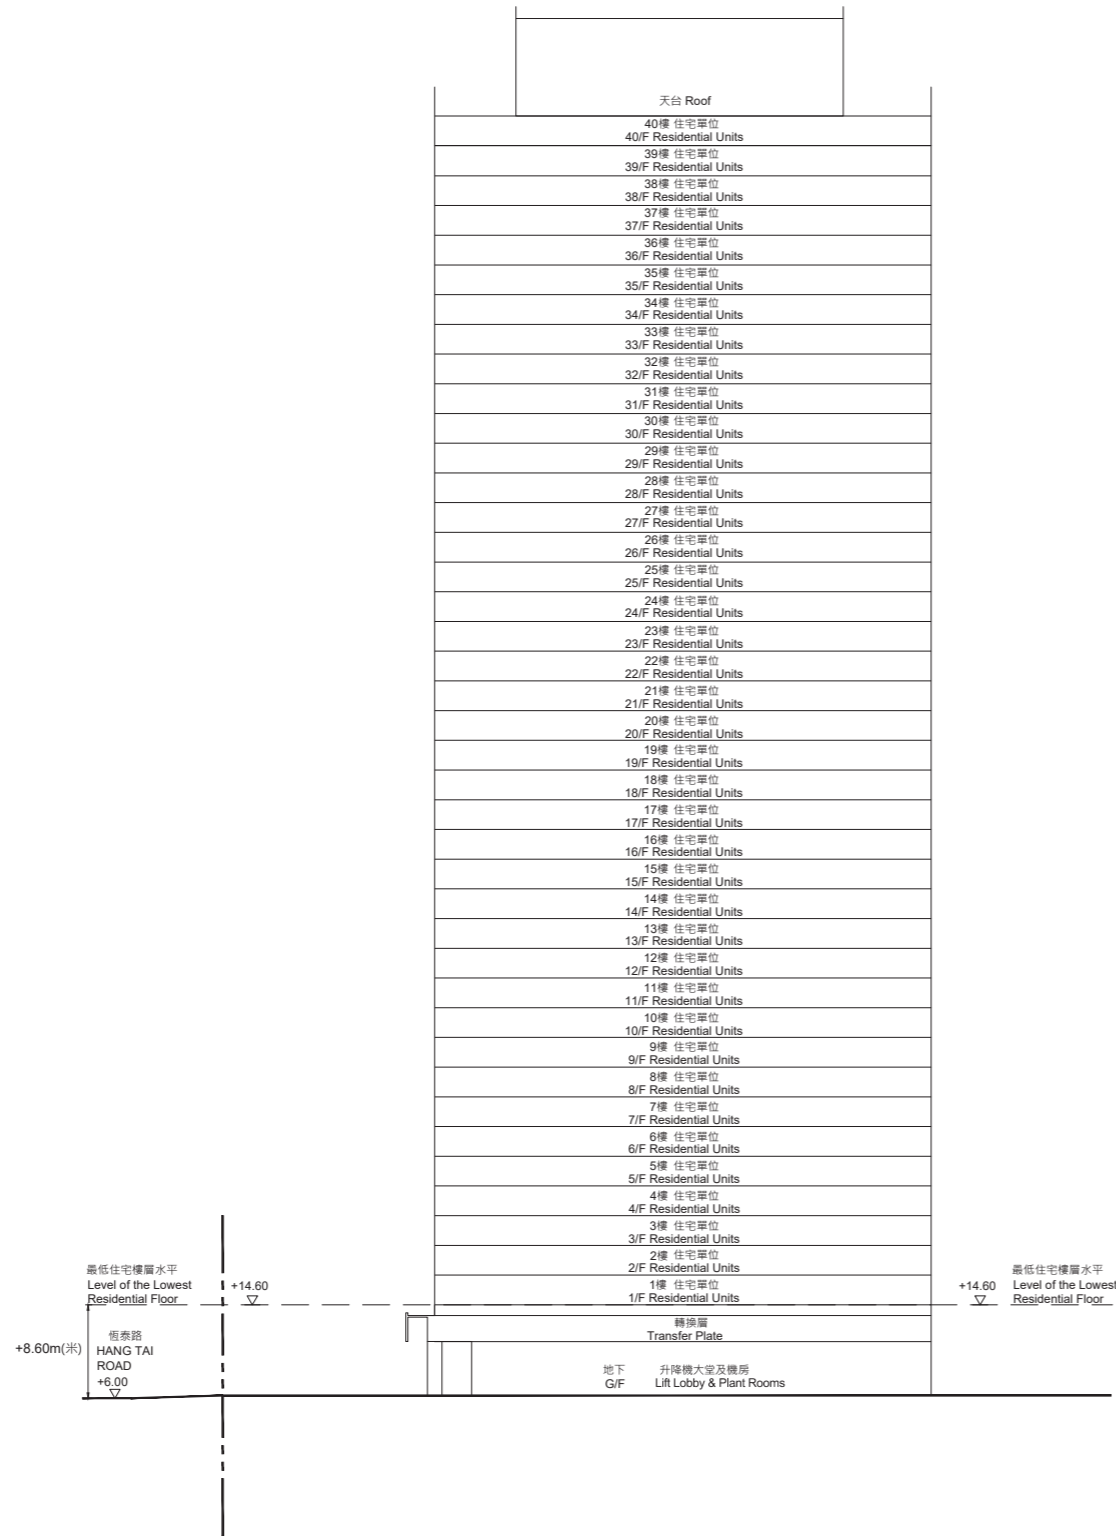 天台 Roof
40樓 住宅單位
40/F Residential Units
39樓 住宅單位
39/F Residential Units
38樓 住宅單位
38/F Residential Units
37樓 住宅單位
37/F Residential Units
36樓 住宅單位
36/F Residential Units
35樓 住宅單位
35/F Residential Units
34樓 住宅單位
34/F Residential Units
33樓 住宅單位
33/F Residential Units
32樓 住宅單位
32/F Residential Units
31樓 住宅單位
31/F Residential Units
30樓 住宅單位
30/F Residential Units
29樓 住宅單位
29/F Residential Units
28樓 住宅單位
28/F Residential Units
27樓 住宅單位
27/F Residential Units
26樓 住宅單位
26/F Residential Units
25樓 住宅單位
25/F Residential Units
24樓 住宅單位
24/F Residential Units
23樓 住宅單位
23/F Residential Units
22樓 住宅單位
22/F Residential Units
21樓 住宅單位
21/F Residential Units
20樓 住宅單位
20/F Residential Units
19樓 住宅單位
19/F Residential Units
18樓 住宅單位
18/F Residential Units
17樓 住宅單位
17/F Residential Units
16樓 住宅單位
16/F Residential Units
15樓 住宅單位
15/F Residential Units
14樓 住宅單位
14/F Residential Units
13樓 住宅單位
13/F Residential Units
12樓 住宅單位
12/F Residential Units
11樓 住宅單位
11/F Residential Units
10樓 住宅單位
10/F Residential Units
9樓 住宅單位
9/F Residential Units
8樓 住宅單位
8/F Residential Units
7樓 住宅單位
7/F Residential Units
6樓 住宅單位
6/F Residential Units
5樓 住宅單位
5/F Residential Units
4樓 住宅單位
4/F Residential Units
3樓 住宅單位
3/F Residential Units
2樓 住宅單位
2/F Residential Units
1樓 住宅單位
1/F Residential Units
最低住宅樓層水平
Level of the Lowest
Residential Floor
+14.60
+14.60
最低住宅樓層水平
Level of the Lowest
Residential Floor
轉換層
Transfer Plate
+8.60m(米)
恆泰路
HANG TAI
ROAD
+6.00
地下 升降機大堂及機房
G/F Lift Lobby & Plant Rooms